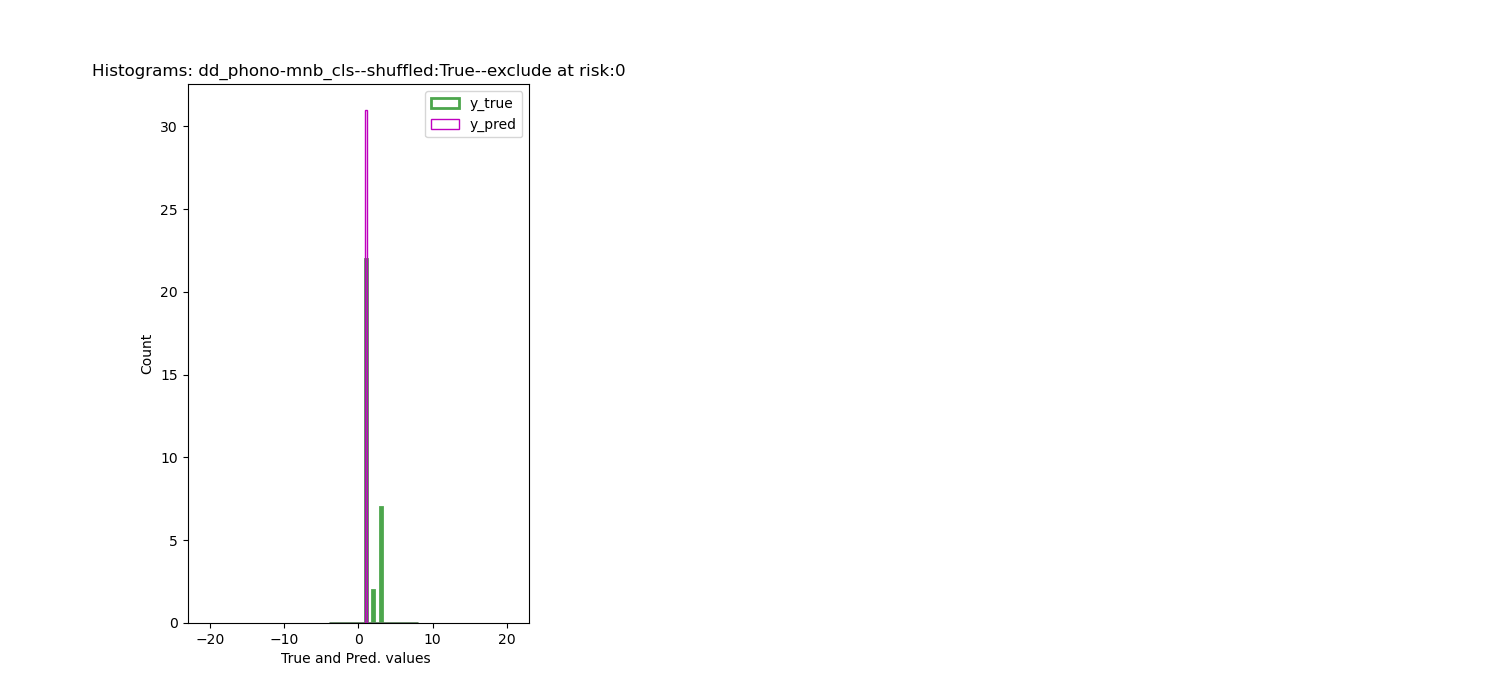 Histograms: dd_phono-mnb_cls--shuffled:True--exclude at risk:0
y_true
y_pred
30
25
20
15
10
5
0
Count
−20 −10 0 10 20
True and Pred. values